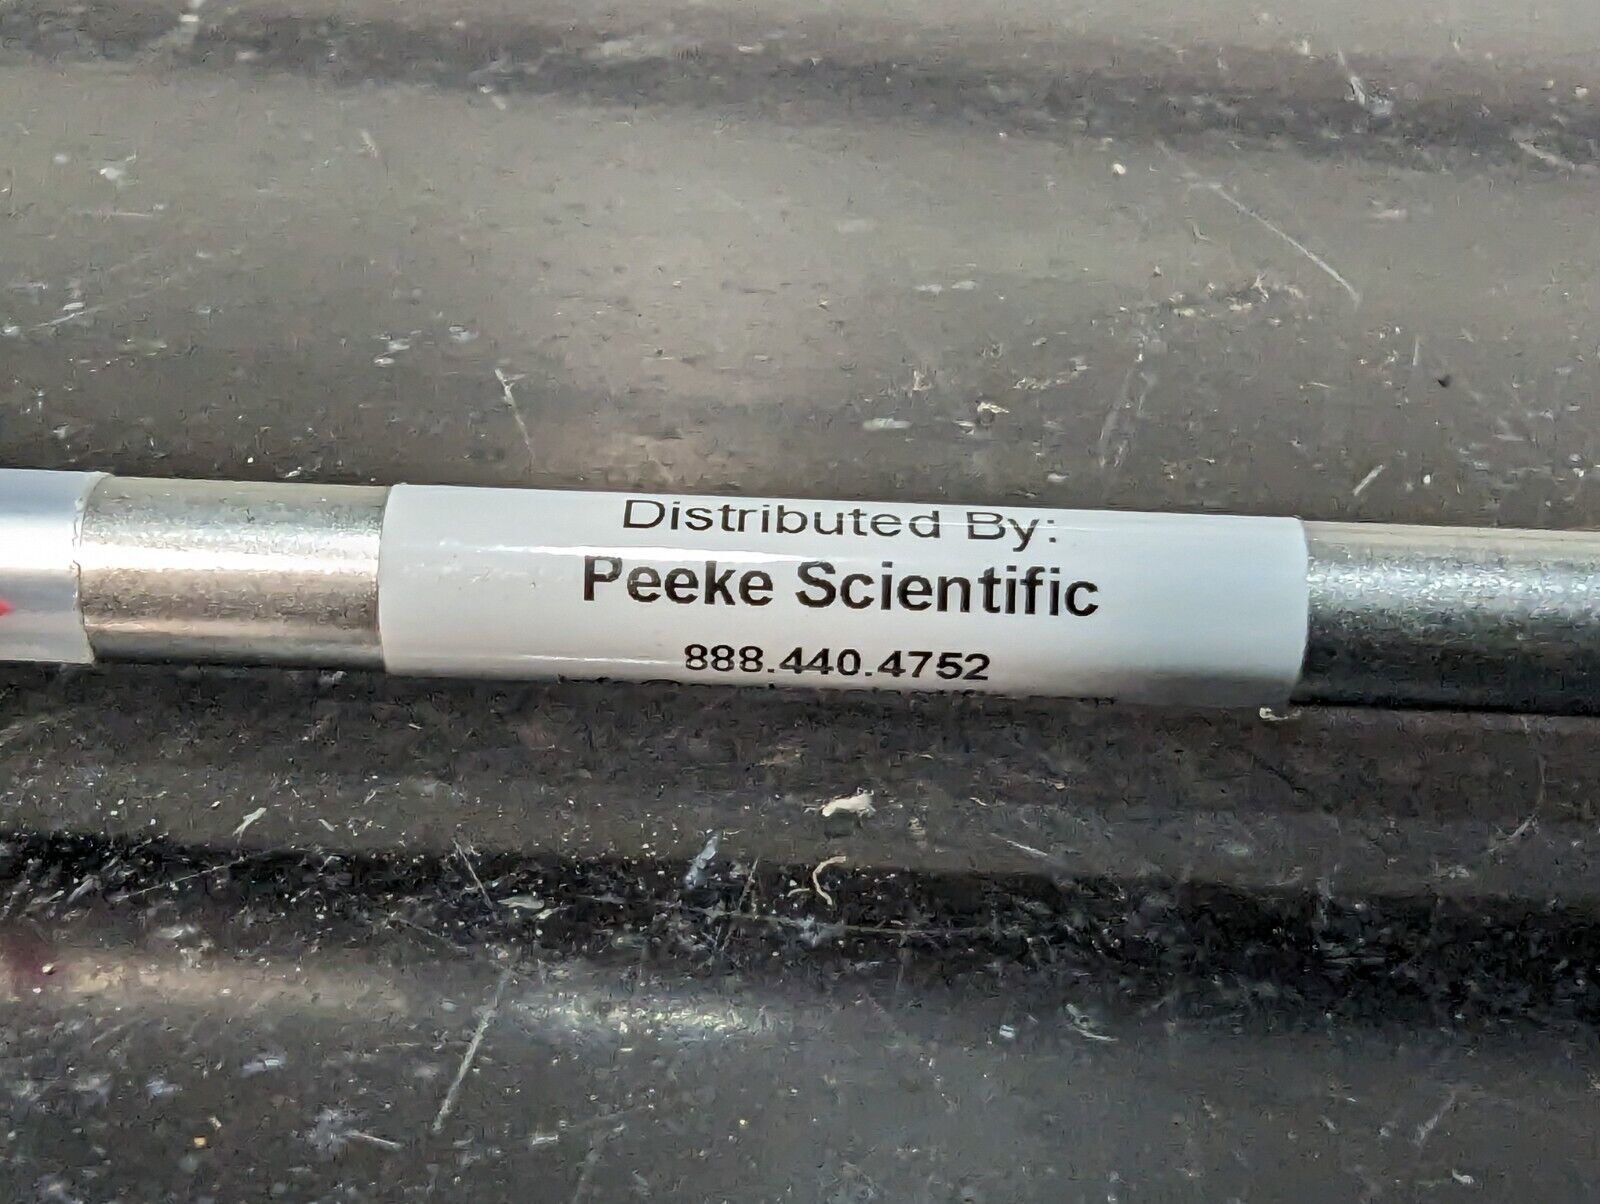 Distributed By:
Peeke Scientific
888.440.4752